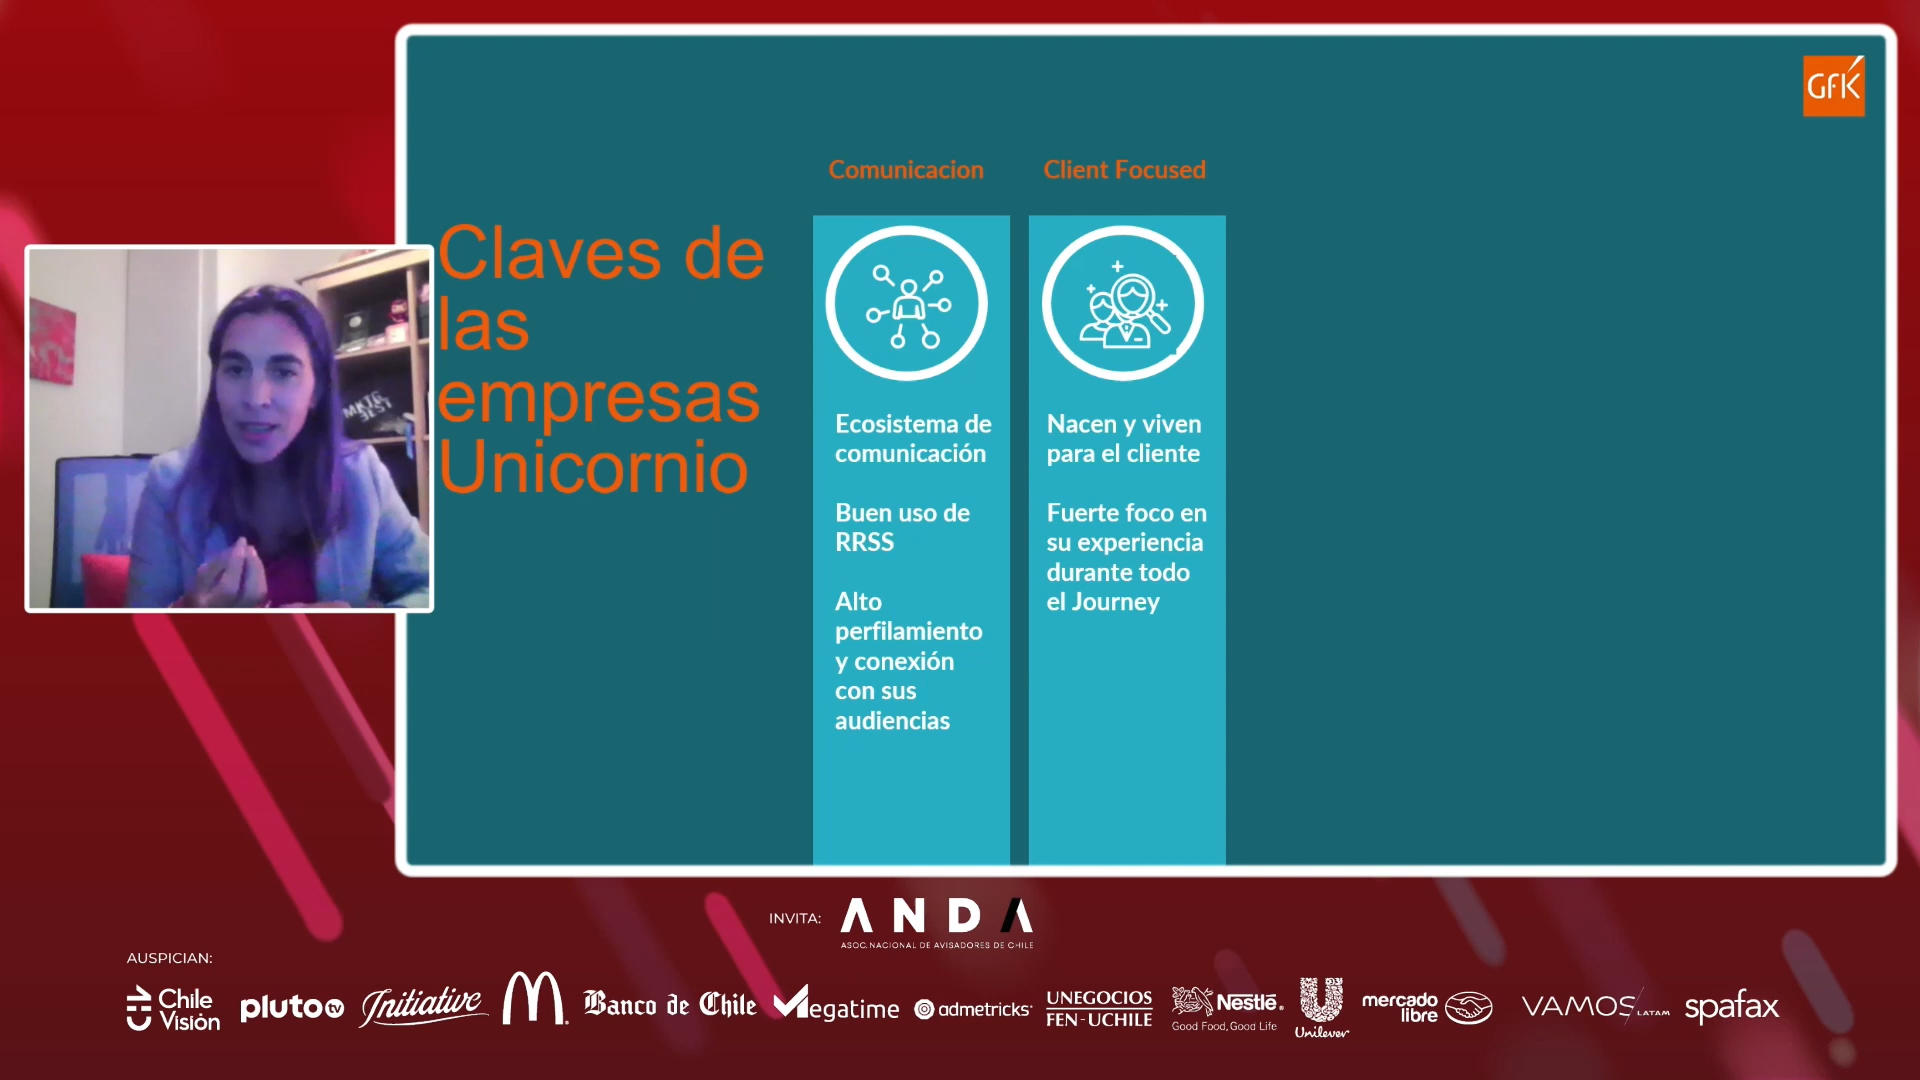 GfK
Comunicacion
Client Focused
Claves de
las
empresas
Unicornio
MKTG
BEST
Ecosistema de
comunicación
Buen uso de
RRSS
Alto
perfilamiento
y conexión
con sus
audiencias
Nacen y viven
para el cliente
Fuerte foco en
su experiencia
durante todo
el Journey
INVITA:
ANDA
ASOC. NACIONAL DE AVISADORES DE CHILE
AUSPICIAN:
CHV
Chile
Visión
pluto tv
Initiative
Banco de Chile
Megatime
admetricks
UNEGOCIOS
FEN-UCHILE
Nestlé.
Good Food, Good Life
Unilever
mercado
libre
VAMOS LATAM
spafax